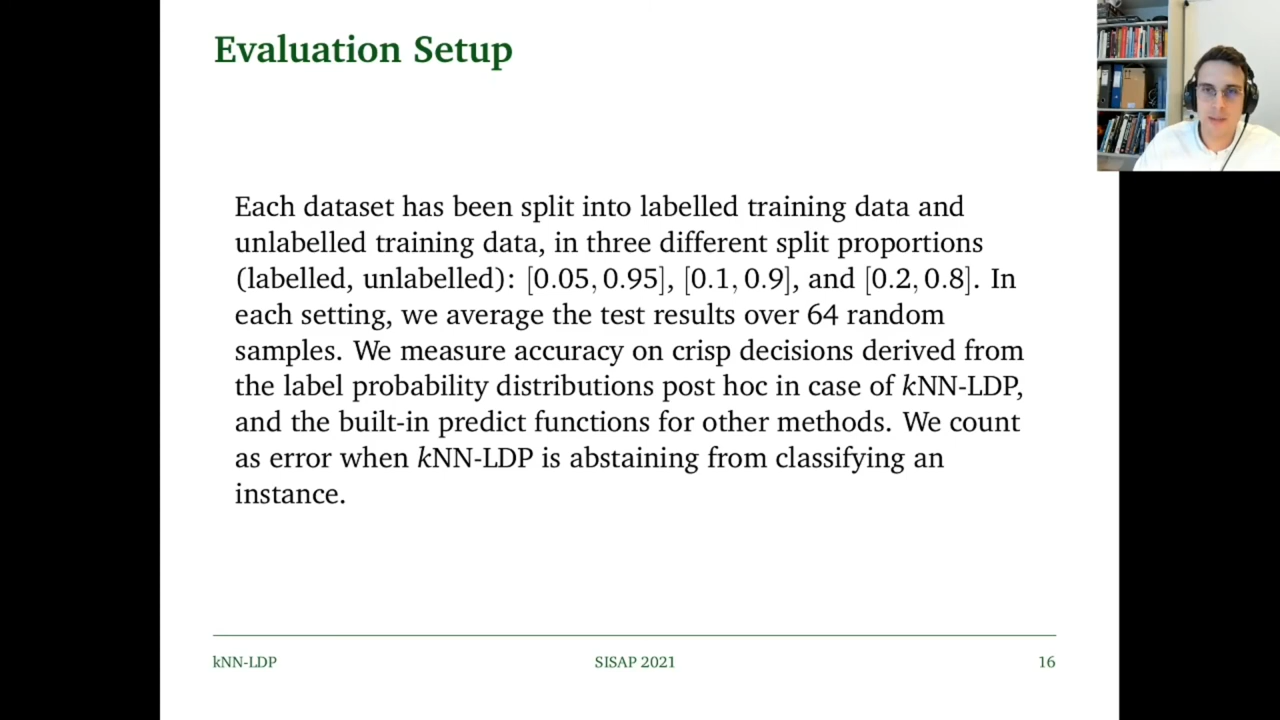 Evaluation Setup
Each dataset has been split into labelled training data and
unlabelled training data, in three different split proportions
(labelled, unlabelled): [0.05, 0.95], [0.1, 0.9], and [0.2, 0.8]. In
each setting, we average the test results over 64 random
samples. We measure accuracy on crisp decisions derived from
the label probability distributions post hoc in case of kNN-LDP,
and the built-in predict functions for other methods. We count
as error when kNN-LDP is abstaining from classifying an
instance.
kNN-LDP
SISAP 2021
16